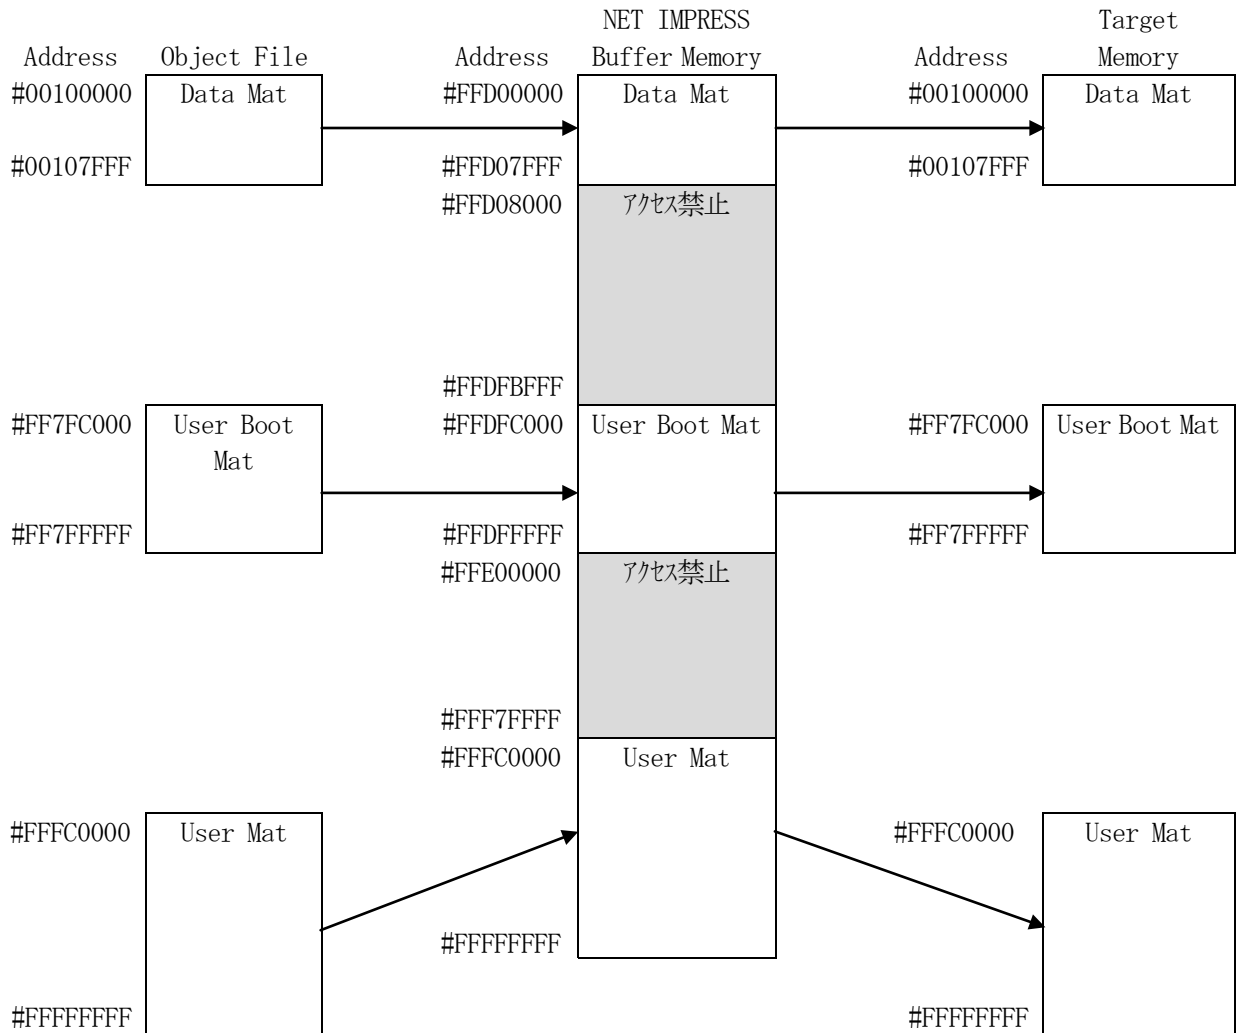 NET IMPRESS Target
Address Object File Address Buffer Memory Address Memory
#00100000 Data Mat #FFD00000 Data Mat #00100000 Data Mat
#00107FFF #FFD07FFF #00107FFF
#FFD08000 アクセス禁止
#FFDFBFFF
#FF7FC000 User Boot #FFDFC000 User Boot Mat #FF7FC000 User Boot Mat
Mat
#FF7FFFFF #FFDFFFFF #FF7FFFFF
#FFE00000 アクセス禁止
#FFF7FFFF
#FFFC0000 User Mat
#FFFC0000 User Mat #FFFC0000 User Mat
#FFFFFFFF
#FFFFFFFF #FFFFFFFF